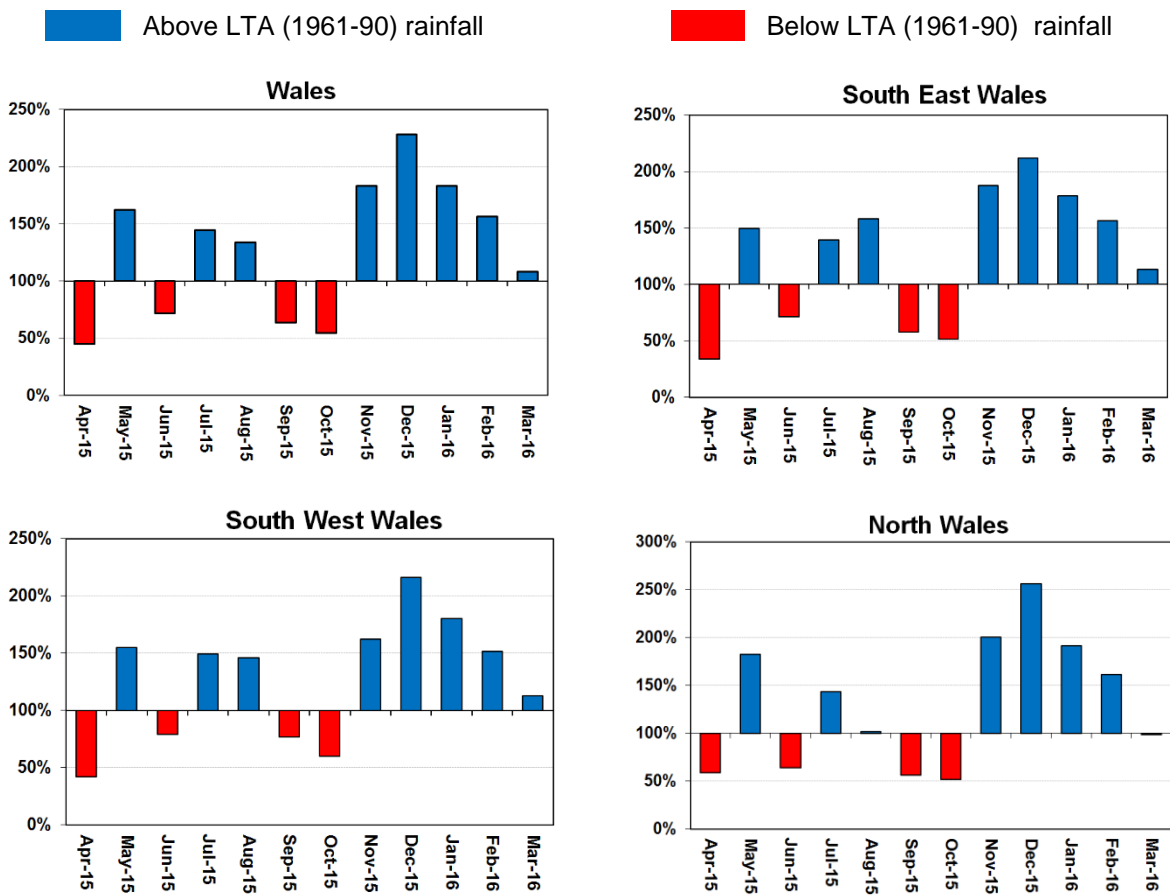 Above LTA (1961-90) rainfall
Below LTA (1961-90) rainfall
Wales
250%
200%
150%
100%
50%
0%
Apr-15
May-15
Jun-15
Jul-15
Aug-15
Sep-15
Oct-15
Nov-15
Dec-15
Jan-16
Feb-16
Mar-16
South East Wales
250%
200%
150%
100%
50%
0%
Apr-15
May-15
Jun-15
Jul-15
Aug-15
Sep-15
Oct-15
Nov-15
Dec-15
Jan-16
Feb-16
Mar-16
South West Wales
250%
200%
150%
100%
50%
0%
Apr-15
May-15
Jun-15
Jul-15
Aug-15
Sep-15
Oct-15
Nov-15
Dec-15
Jan-16
Feb-16
Mar-16
North Wales
300%
250%
200%
150%
100%
50%
0%
Apr-15
May-15
Jun-15
Jul-15
Aug-15
Sep-15
Oct-15
Nov-15
Dec-15
Jan-16
Feb-16
Mar-16